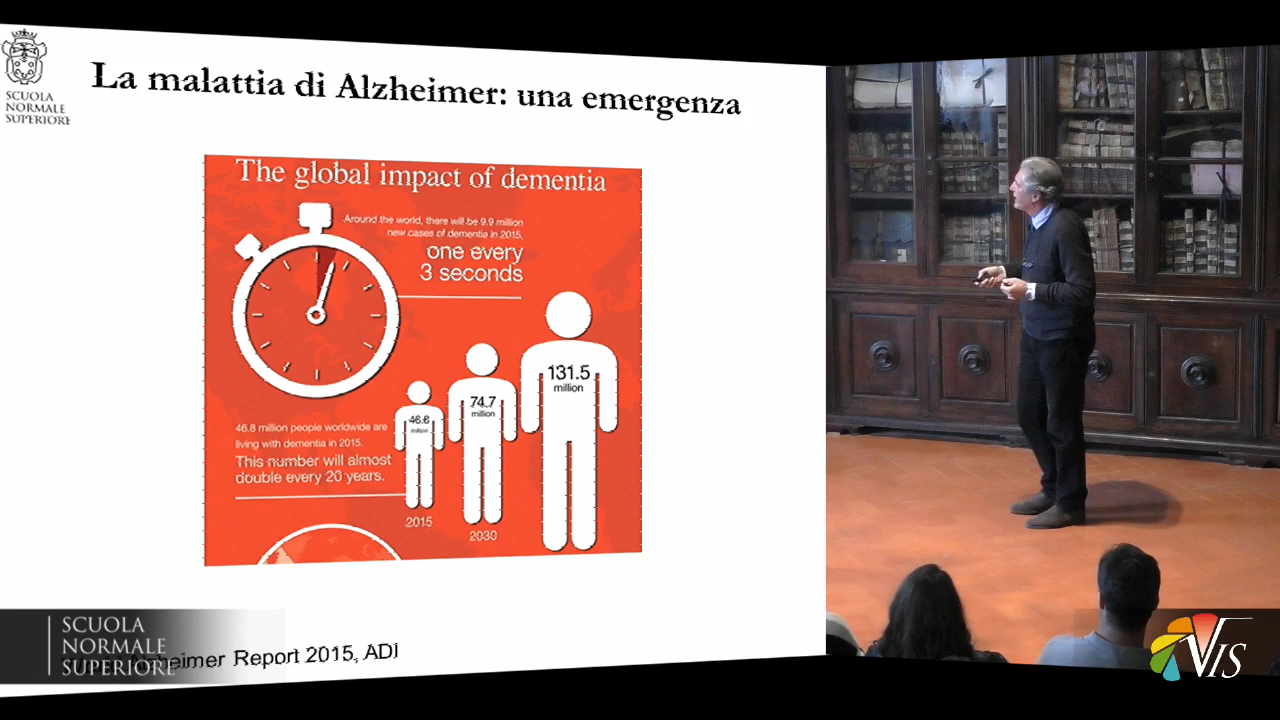 SCUOLA
NORMALE
SUPERIORE
La malattia di Alzheimer: una emergenza
The global impact of dementia
Around the world, there will be 9.9 million
new cases of dementia in 2015,
one every
3 seconds
46.8 million people worldwide are
living with dementia in 2015.
This number will almost
double every 20 years.
46.8
million
2015
74.7
million
2030
131.5
million
SCUOLA
NORMALE
SUPERIORE
Alzheimer Report 2015, ADI
VIS